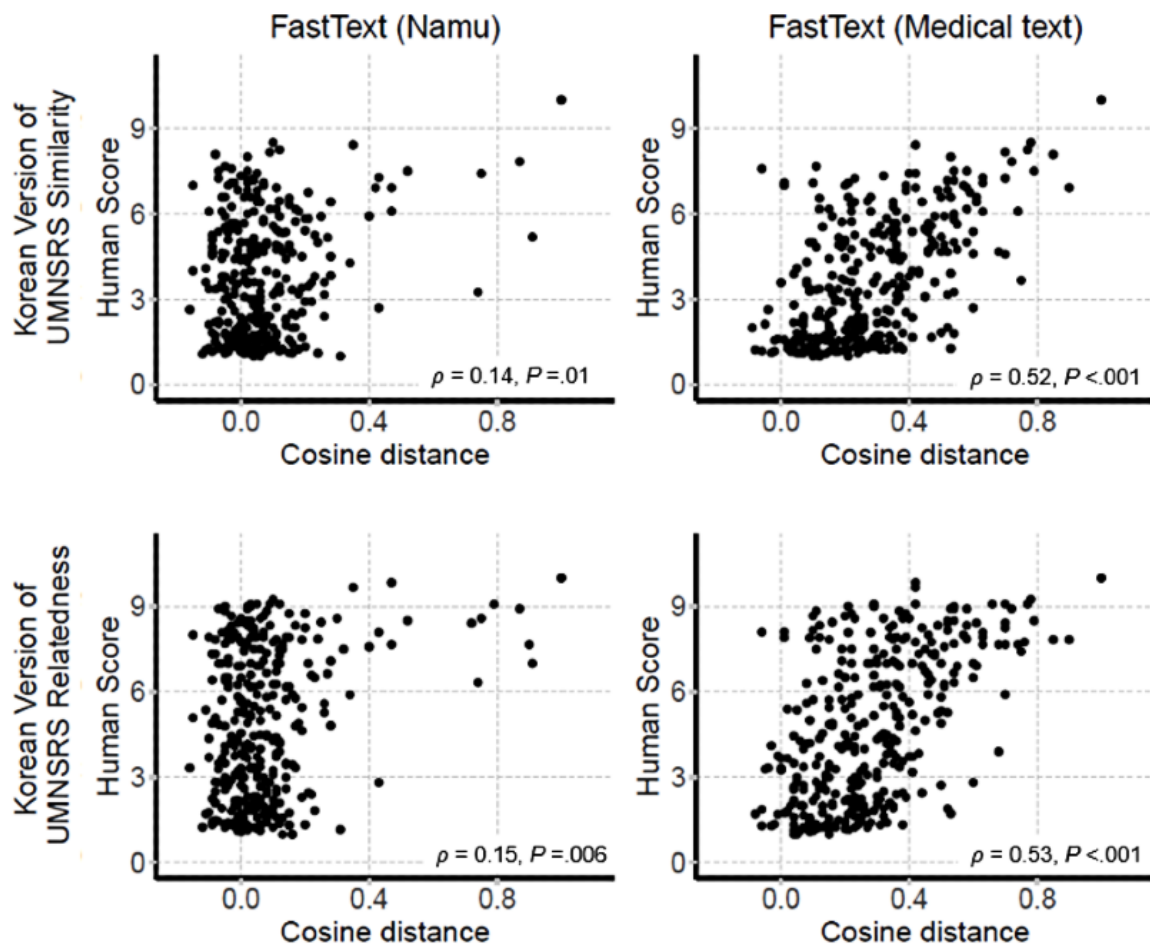 FastText (Namu)
FastText (Medical text)
Korean Version of
UMNSRS Similarity
Human Score
9
6
3
0
ρ = 0.14, P =.01
0.0 0.4 0.8
Cosine distance
Human Score
9
6
3
0
ρ = 0.52, P <.001
0.0 0.4 0.8
Cosine distance
Korean Version of
UMNSRS Relatedness
Human Score
9
6
3
0
ρ = 0.15, P =.006
0.0 0.4 0.8
Cosine distance
Human Score
9
6
3
0
ρ = 0.53, P <.001
0.0 0.4 0.8
Cosine distance